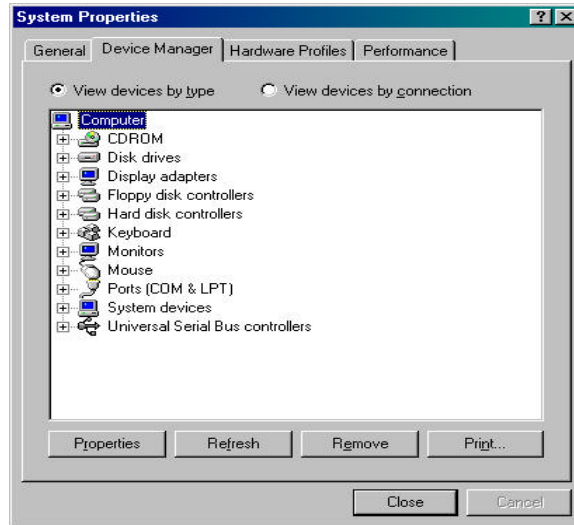 System Properties
General Device Manager Hardware Profiles Performance
View devices by type View devices by connection
Computer
CDROM
Disk drives
Display adapters
Floppy disk controllers
Hard disk controllers
Keyboard
Monitors
Mouse
Ports (COM & LPT)
System devices
Universal Serial Bus controllers
Properties Refresh Remove Print...
Close Cancel